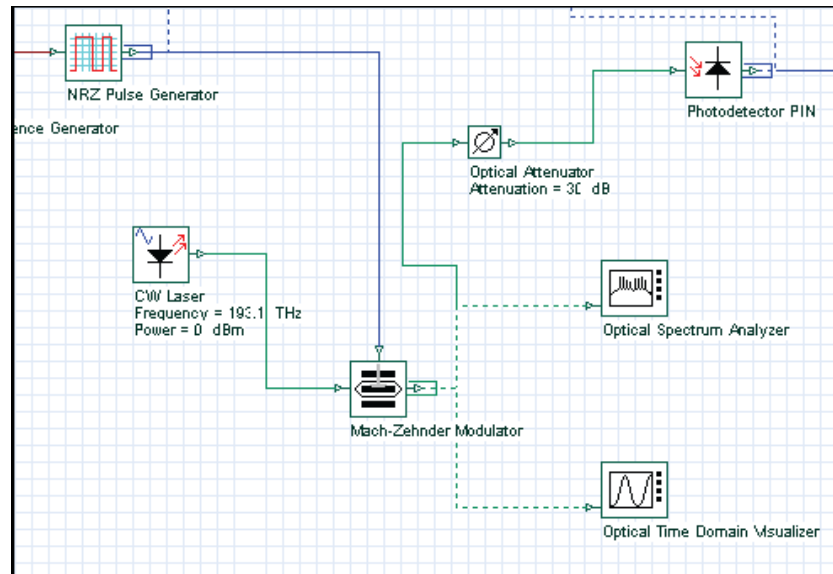 NRZ Pulse Generator
ence Generator
Photodetector PIN
Optical Attenuator
Attenuation = 30 dB
CW Laser
Frequency = 193.1 THz
Power = 0 dBm
Optical Spectrum Analyzer
Mach-Zehnder Modulator
Optical Time Domain Visualizer